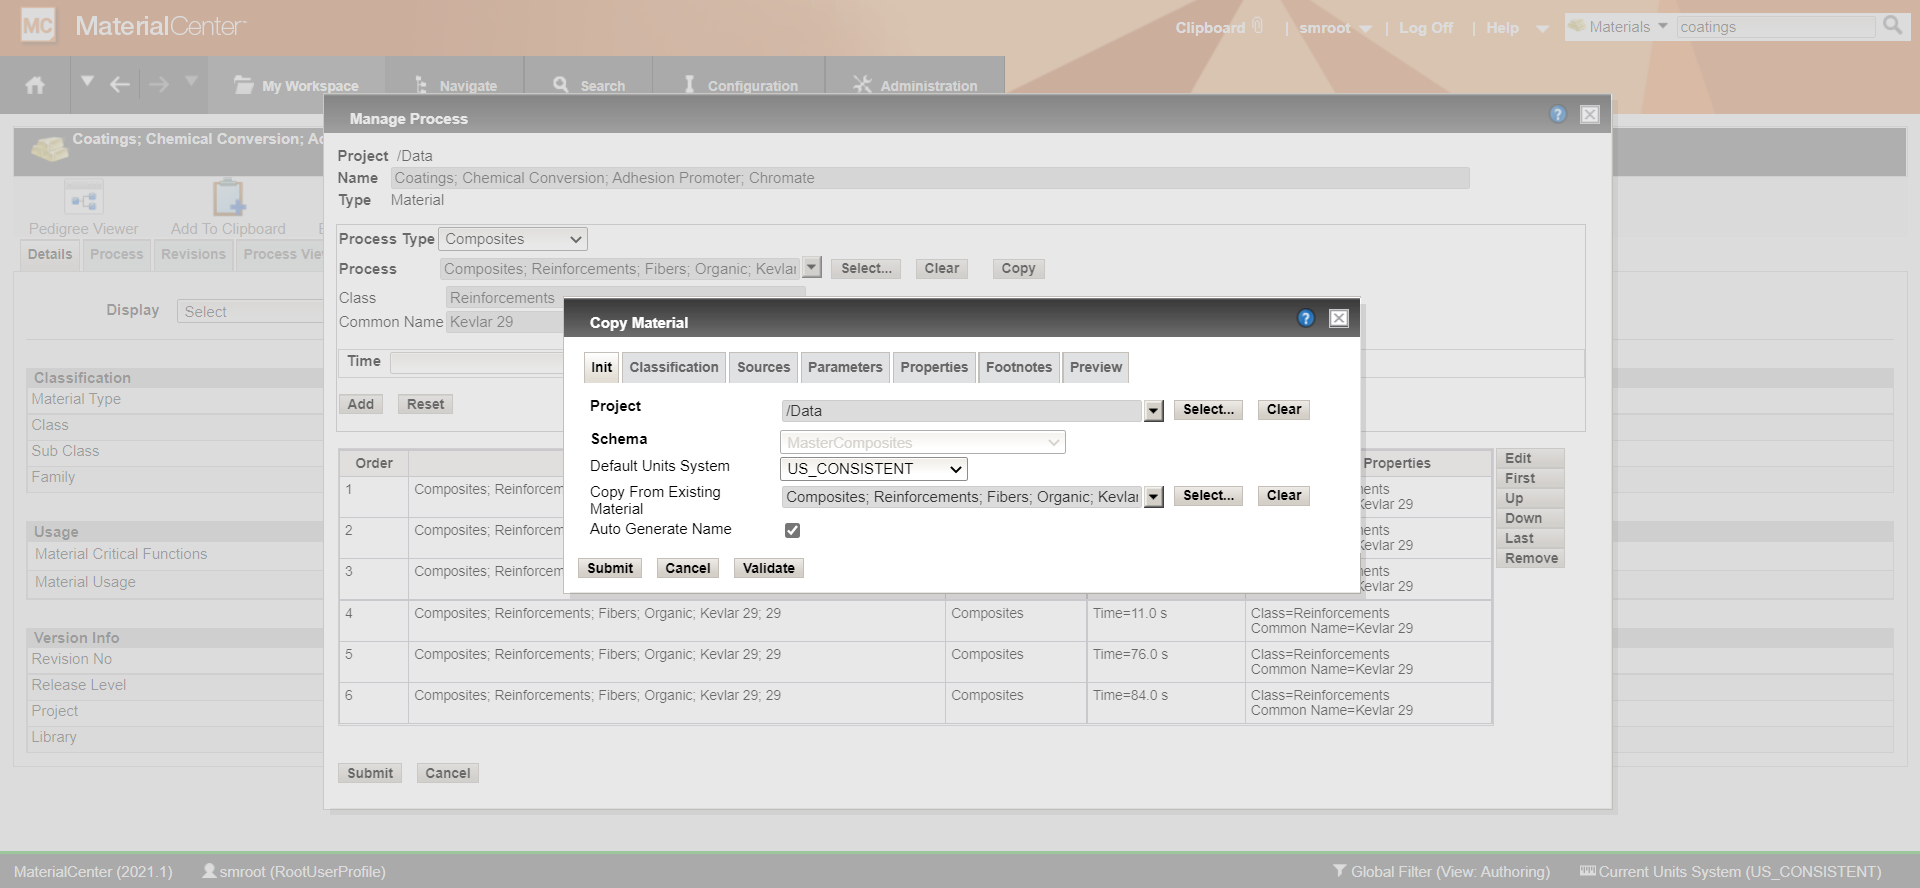 MC MaterialCenter
Clipboard | smroot | Log Off | Help Materials coatings
My Workspace Navigate Search Configuration Administration
Coatings; Chemical Conversion; Ad
Pedigree Viewer Add To Clipboard
Details Process Revisions Process Vie
Display Select
Classification
Material Type
Class
Sub Class
Family
Usage
Material Critical Functions
Material Usage
Version Info
Revision No
Release Level
Project
Library
Manage Process ?
Project /Data
Name Coatings; Chemical Conversion; Adhesion Promoter; Chromate
Type Material
Process Type Composites
Process Composites; Reinforcements; Fibers; Organic; Kevlar Select... Clear Copy
Class Reinforcements
Common Name Kevlar 29
Time
Add Reset
Order Properties
1 Composites; Reinforcem ents
Kevlar 29
2 Composites; Reinforcem ents
Kevlar 29
3 Composites; Reinforcem ents
Kevlar 29
4 Composites; Reinforcements; Fibers; Organic; Kevlar 29; 29 Composites Time=11.0 s Class=Reinforcements
Common Name=Kevlar 29
5 Composites; Reinforcements; Fibers; Organic; Kevlar 29; 29 Composites Time=76.0 s Class=Reinforcements
Common Name=Kevlar 29
6 Composites; Reinforcements; Fibers; Organic; Kevlar 29; 29 Composites Time=84.0 s Class=Reinforcements
Common Name=Kevlar 29
Edit
First
Up
Down
Last
Remove
Submit Cancel
Copy Material ?
Init Classification Sources Parameters Properties Footnotes Preview
Project /Data Select... Clear
Schema MasterComposites
Default Units System US_CONSISTENT
Copy From Existing
Material Composites; Reinforcements; Fibers; Organic; Kevlar Select... Clear
Auto Generate Name
Submit Cancel Validate
MaterialCenter (2021.1) smroot (RootUserProfile) Global Filter (View: Authoring) Current Units System (US_CONSISTENT)